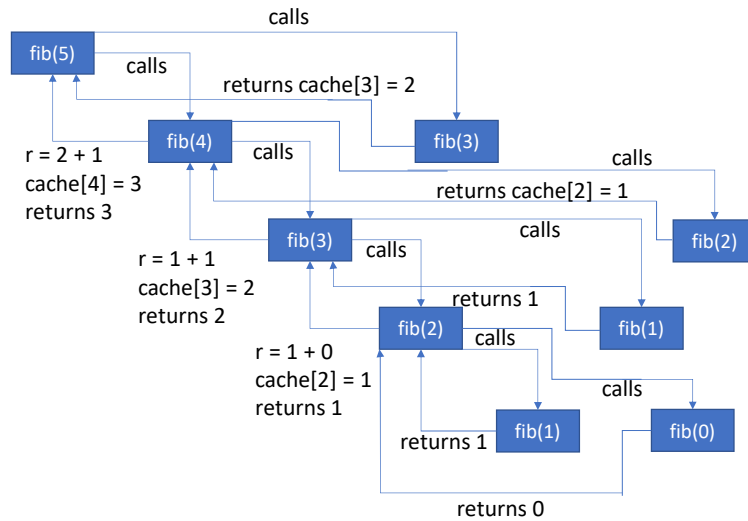 calls
fib(5)
calls
returns cache[3] = 2
fib(4)
fib(3)
r = 2 + 1
cache[4] = 3
returns 3
calls
calls
returns cache[2] = 1
fib(2)
fib(3)
calls
calls
r = 1 + 1
cache[3] = 2
returns 2
returns 1
fib(2)
fib(1)
calls
r = 1 + 0
cache[2] = 1
returns 1
calls
fib(1)
fib(0)
returns 1
returns 0